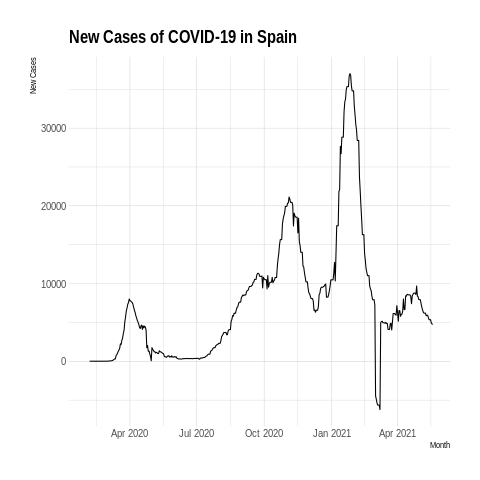 New Cases of COVID-19 in Spain
New Cases
30000
20000
10000
0
Apr 2020 Jul 2020 Oct 2020 Jan 2021 Apr 2021
Month